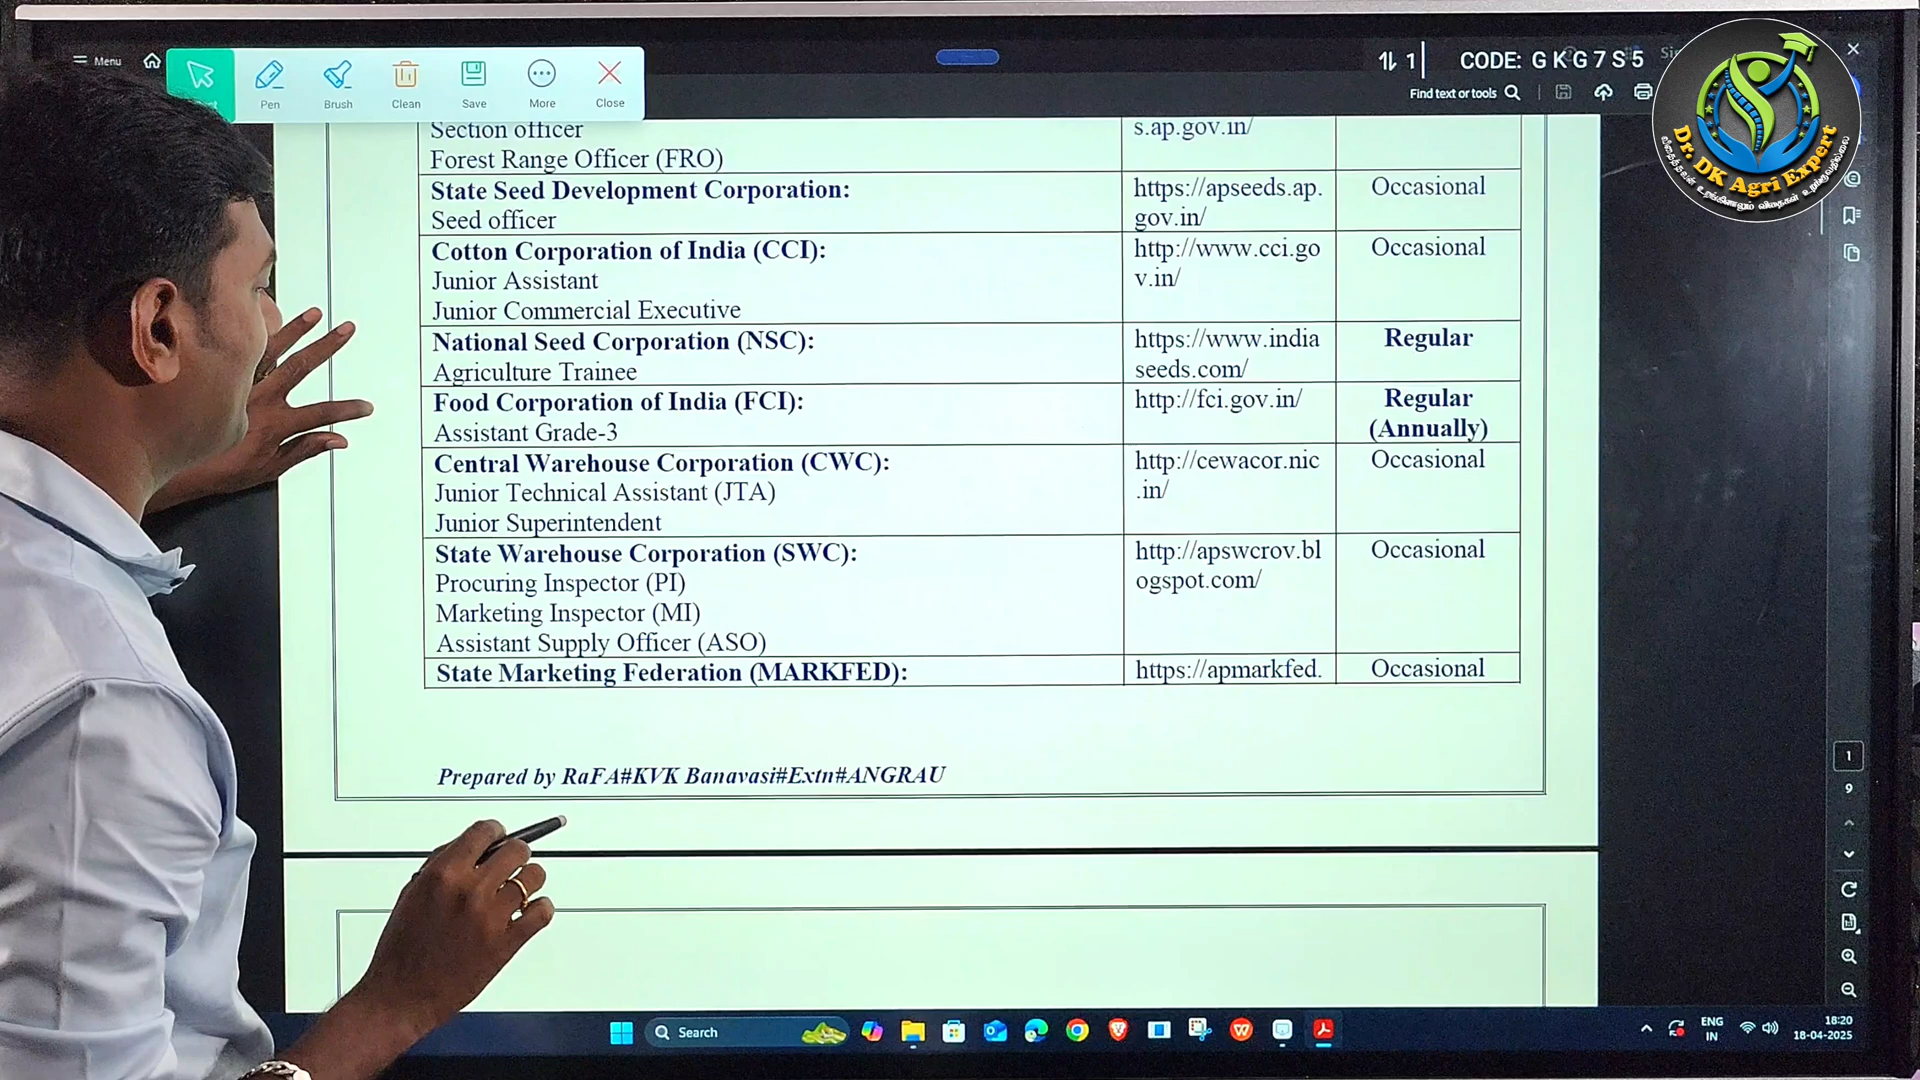 Menu
Pen
Brush
Clean
Save
More
Close
1
CODE: GKG7S5
Find text or tools
Dr. DK Agri Expert
Section officer
Forest Range Officer (FRO)
s.ap.gov.in/
State Seed Development Corporation:
Seed officer
https://apseeds.ap.
gov.in/
Occasional
Cotton Corporation of India (CCI):
Junior Assistant
Junior Commercial Executive
http://www.cci.go
v.in/
Occasional
National Seed Corporation (NSC):
Agriculture Trainee
https://www.india
seeds.com/
Regular
Food Corporation of India (FCI):
Assistant Grade-3
http://fci.gov.in/
Regular
(Annually)
Central Warehouse Corporation (CWC):
Junior Technical Assistant (JTA)
Junior Superintendent
http://cewacor.nic
.in/
Occasional
State Warehouse Corporation (SWC):
Procuring Inspector (PI)
Marketing Inspector (MI)
Assistant Supply Officer (ASO)
http://apswcrov.bl
ogspot.com/
Occasional
State Marketing Federation (MARKFED):
https://apmarkfed.
Occasional
Prepared by RaFA#KVK Banavasi#Extn#ANGRAU
1
9
Search
ENG
IN
18:20
18-04-2025